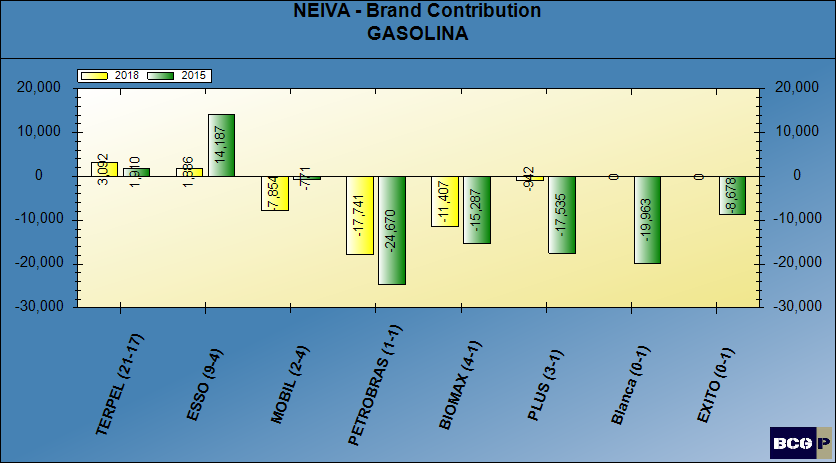 NEIVA - Brand Contribution
GASOLINA
2018 2015
20,000 20,000
10,000 10,000
0 0
-10,000 -10,000
-20,000 -20,000
-30,000 -30,000
3,092 1,910 1,886 14,187 -7,854 -771 -17,741 -24,670 -11,407 -15,287 -942 -17,535 0 -19,963 0 -8,678
TERPEL (21-17)
ESSO (9-4)
MOBIL (2-4)
PETROBRAS (1-1)
BIOMAX (4-1)
PLUS (3-1)
Blanca (0-1)
EXITO (0-1)
BCO P